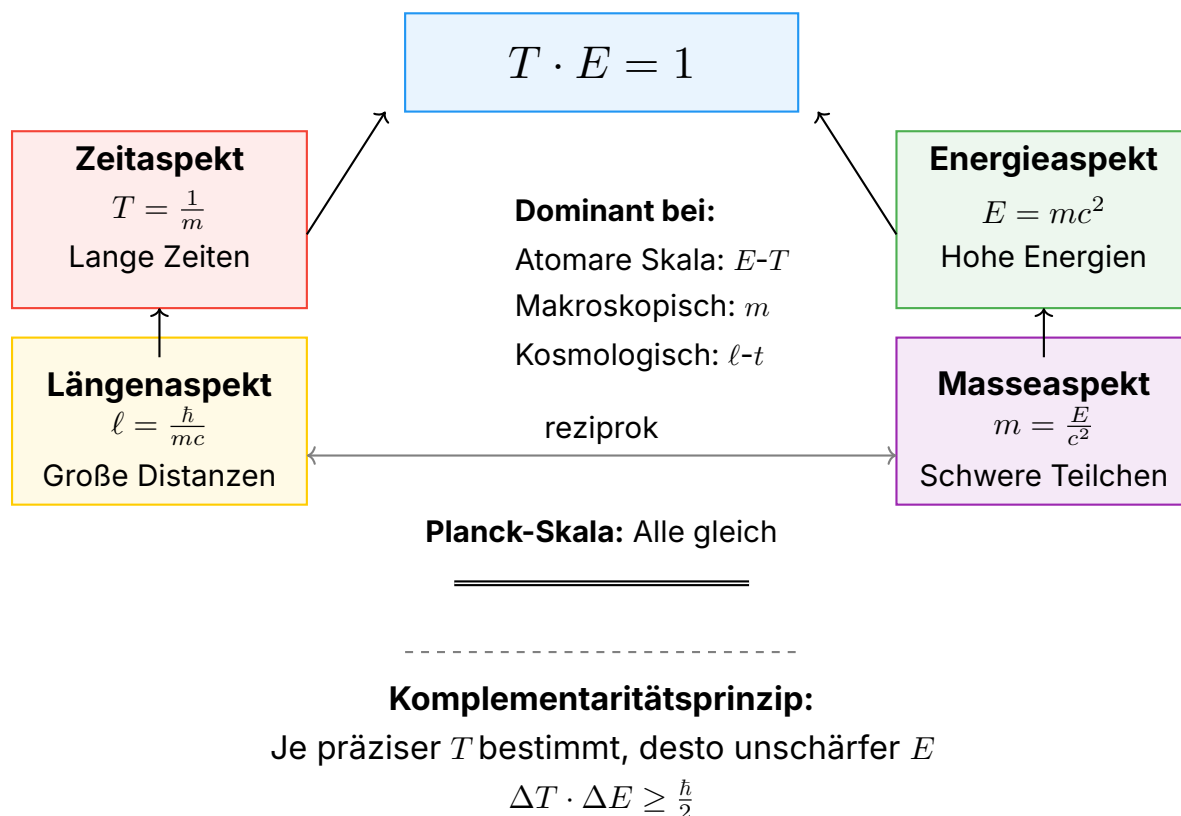 T · E = 1
Zeitaspekt
T = 1/m
Lange Zeiten
Energieaspekt
E = mc²
Hohe Energien
Dominant bei:
Atomare Skala: E-T
Makroskopisch: m
Kosmologisch: ℓ-t
Längenaspekt
ℓ = ħ/mc
Große Distanzen
reziprok
Masseaspekt
m = E/c²
Schwere Teilchen
Planck-Skala: Alle gleich
Komplementaritätsprinzip:
Je präziser T bestimmt, desto unschärfer E
ΔT · ΔE ≥ ħ/2